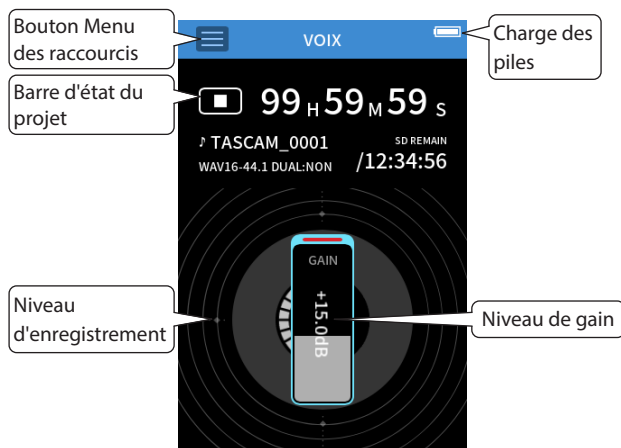 Bouton Menu
des raccourcis
VOIX
Charge des
piles
Barre d'état du
projet
99 H 59 M 59 S
♪ TASCAM_0001
SD REMAIN
WAV16-44.1 DUAL:NON
/12:34:56
GAIN
+15.0dB
Niveau
d'enregistrement
Niveau de gain